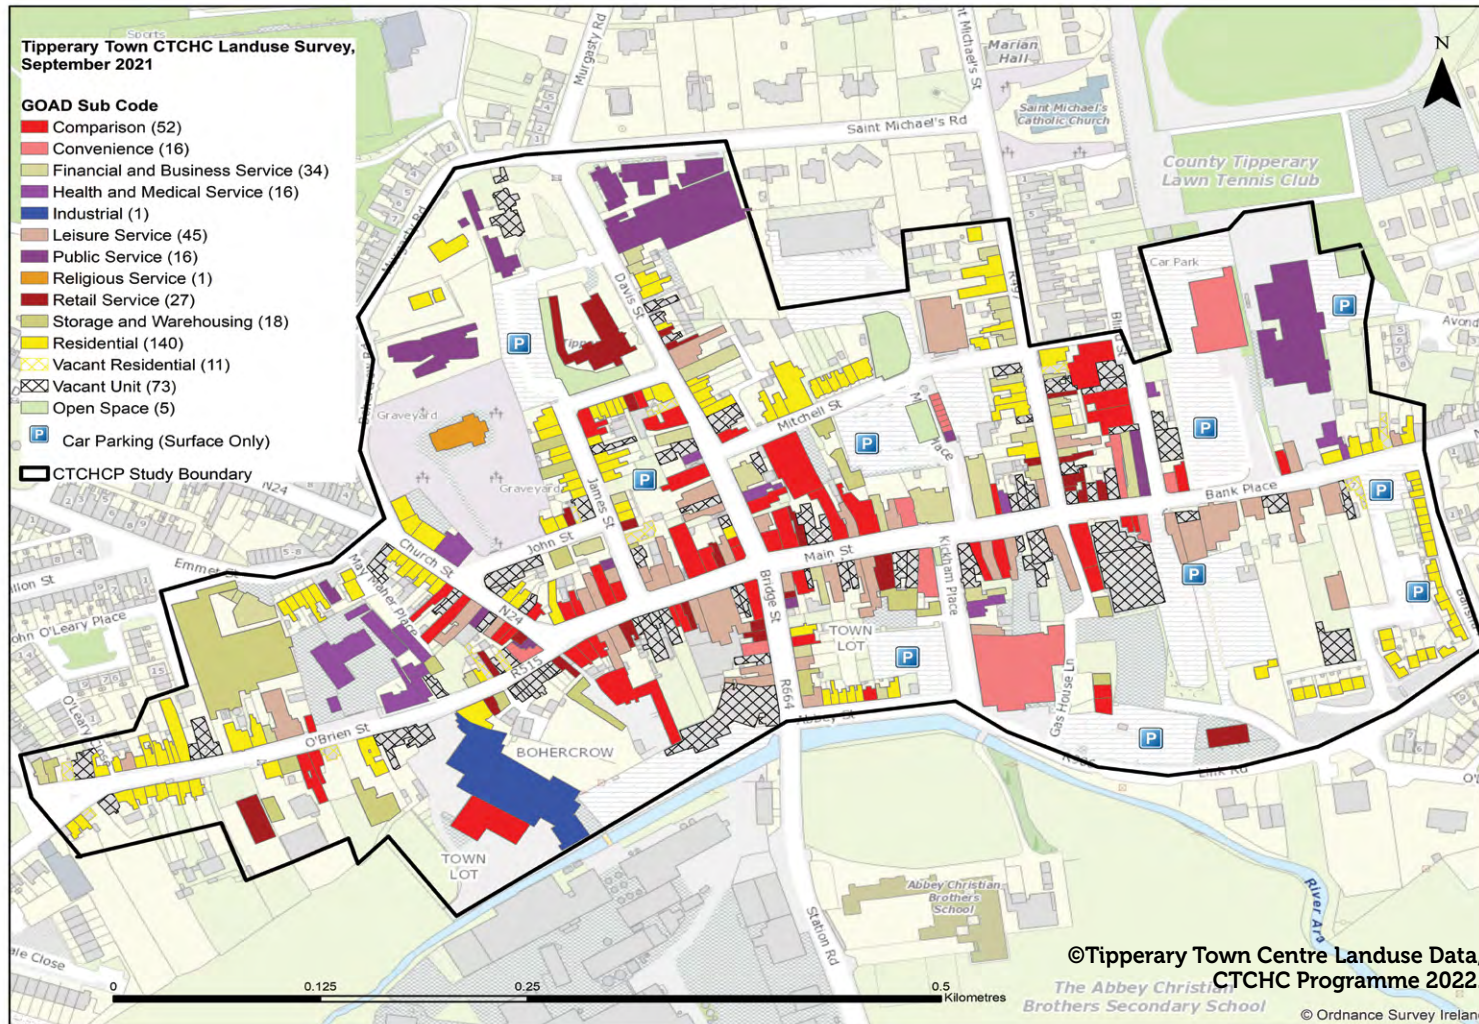 Tipperary Town CTCHC Landuse Survey,
September 2021
GOAD Sub Code
Comparison (52)
Convenience (16)
Financial and Business Service (34)
Health and Medical Service (16)
Industrial (1)
Leisure Service (45)
Public Service (16)
Religious Service (1)
Retail Service (27)
Storage and Warehousing (18)
Residential (140)
Vacant Residential (11)
Vacant Unit (73)
Open Space (5)
P Car Parking (Surface Only)
CTCHCP Study Boundary
Sports
Murgasty Rd
Marian
Hall
Saint Michael's
Catholic Church
Saint Michael's Rd
N
County Tipperary
Lawn Tennis Club
Car Park
Davis St
R497
P
P
Graveyard
Graveyard
Mitchell St
P
P
P
P
James St
John St
Church St
May Maher Place
Emmet St
N24
N24
Main St
Bank Place
Kickham Place
Bridge St
R664
R515
O'Brien St
TOWN
LOT
P
P
P
P
Abbey St
Gas House Ln
Link Rd
BOHERCROW
TOWN
LOT
Station Rd
Abbey Christian
Brothers
School
River Ara
The Abbey Christian
Brothers Secondary School
©Tipperary Town Centre Landuse Data,
CTCHC Programme 2022.
0 0.125 0.25 0.5
Kilometres
© Ordnance Survey Ireland